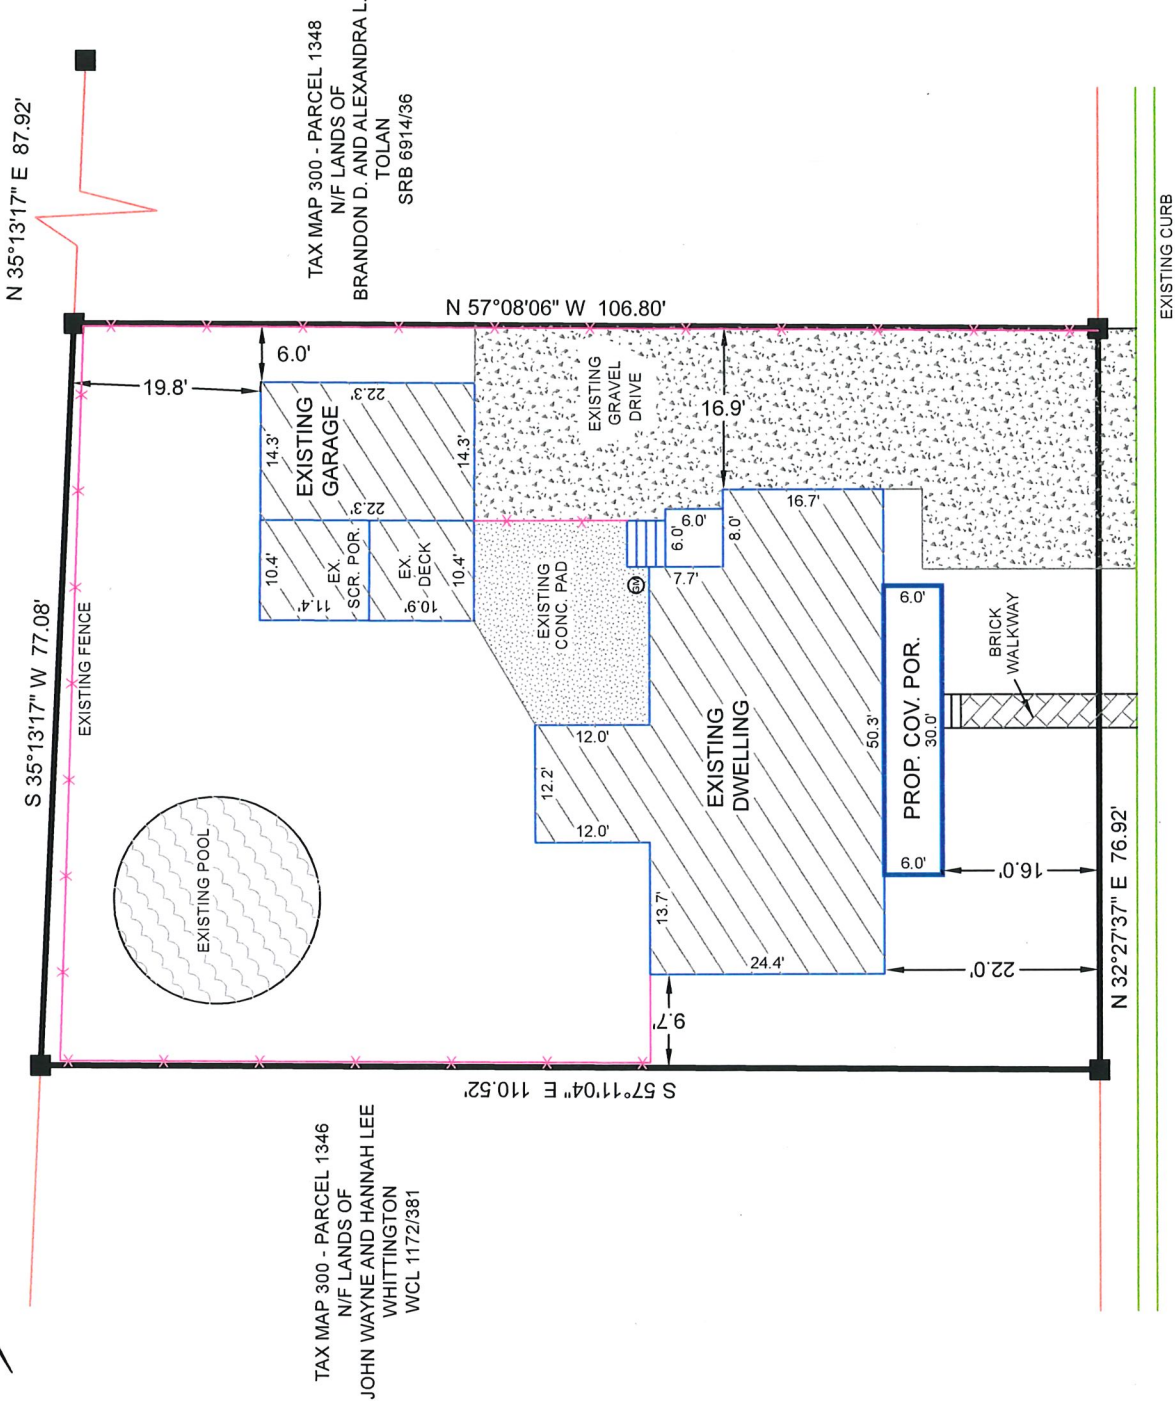 N 35°13'17" E 87.92'
TAX MAP 300 - PARCEL 1348
N/F LANDS OF
BRANDON D. AND ALEXANDRA L.
TOLAN
SRB 6914/36
S 35°13'17" W 77.08'
EXISTING FENCE
N 57°08'06" W 106.80'
19.8'
6.0'
14.3'
22.3'
EXISTING
GARAGE
22.3'
14.3'
10.4'
EX.
SCR. POR.
11.4'
EX.
DECK
10.4'
10.9'
EXISTING
GRAVEL
DRIVE
16.9'
EXISTING
CONC. PAD
GM
6.0'
6.0'
8.0'
7.7'
16.7'
EXISTING POOL
12.0'
12.2'
12.0'
13.7'
EXISTING
DWELLING
50.3'
24.4'
6.0'
PROP. COV. POR.
30.0'
6.0'
BRICK
WALKWAY
16.0'
22.0'
9.7'
S 57°11'04" E 110.52'
N 32°27'37" E 76.92'
TAX MAP 300 - PARCEL 1346
N/F LANDS OF
JOHN WAYNE AND HANNAH LEE
WHITTINGTON
WCL 1172/381
EXISTING CURB